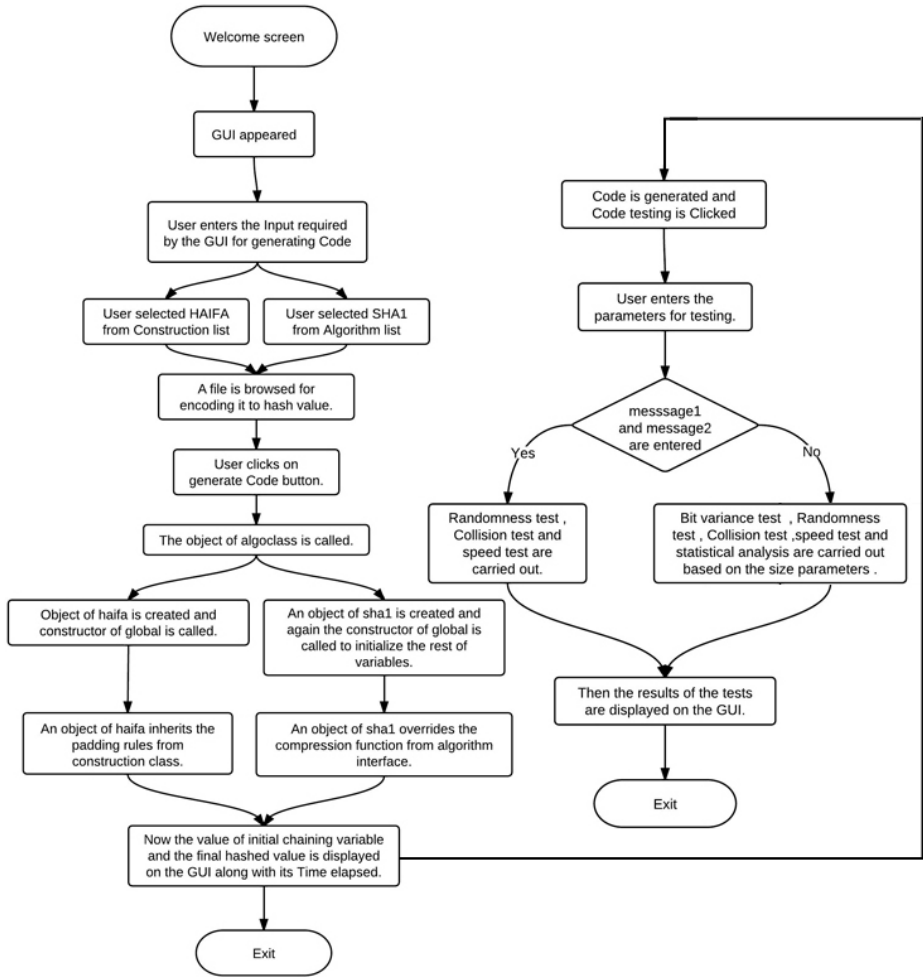 Welcome screen
GUI appeared
User enters the Input required
by the GUI for generating Code
User selected HAIFA
from Construction list
User selected SHA1
from Algorithm list
A file is browsed for
encoding it to hash value.
User clicks on
generate Code button.
The object of algoclass is called.
Object of haifa is created and
constructor of global is called.
An object of sha1 is created and
again the constructor of global is
called to initialize the rest of
variables.
An object of haifa inherits the
padding rules from
construction class.
An object of sha1 overrides the
compression function from algorithm
interface.
Now the value of initial chaining variable
and the final hashed value is displayed
on the GUI along with its Time elapsed.
Exit
Code is generated and
Code testing is Clicked
User enters the
parameters for testing.
messsage1
and message2
are entered
Yes
No
Randomness test ,
Collision test and
speed test are
carried out.
Bit variance test , Randomness
test , Collision test ,speed test and
statistical analysis are carried out
based on the size parameters .
Then the results of the tests
are displayed on the GUI.
Exit